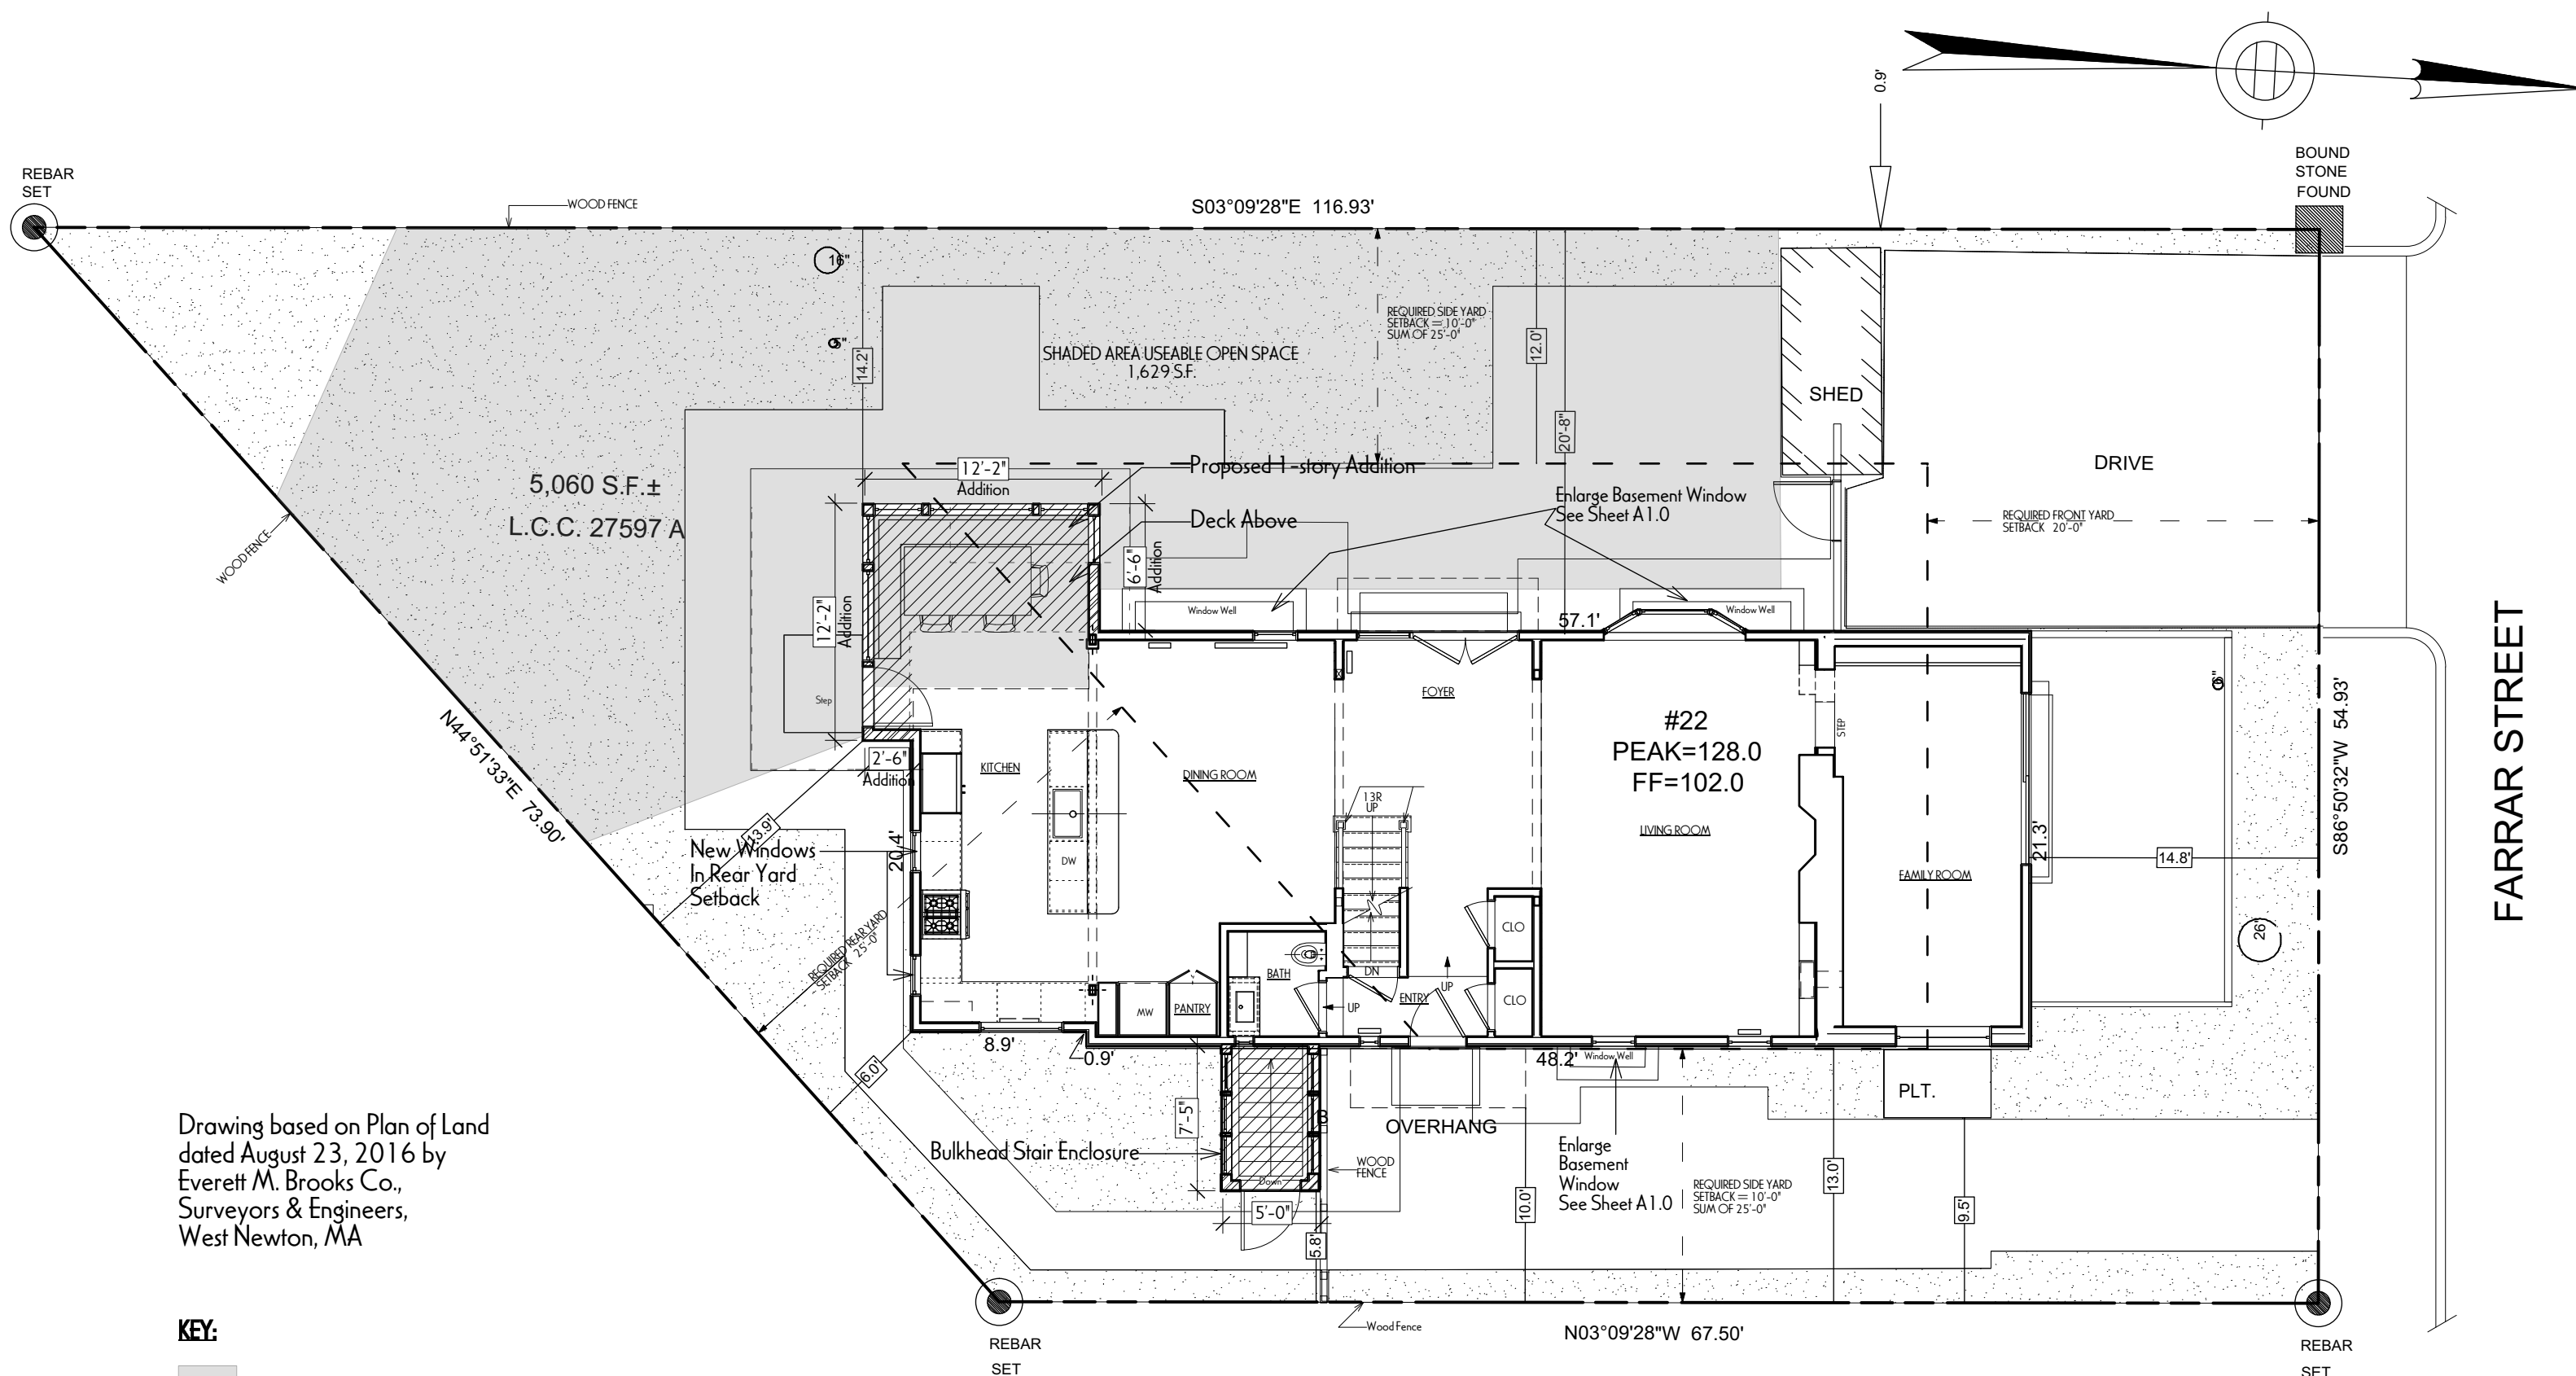 0.9'
BOUND
STONE
FOUND
REBAR
SET
WOOD FENCE
S03°09'28"E 116.93'
16"
5"
14.2'
SHADED AREA USEABLE OPEN SPACE
1,629 S.F.
REQUIRED SIDE YARD
SETBACK = 10'-0"
SUM OF 25'-0"
12.0'
20'-8"
SHED
DRIVE
5,060 S.F.±
L.C.C. 27597 A
12'-2"
Addition
Proposed 1-story Addition
Deck Above
6'-6"
Addition
Enlarge Basement Window
See Sheet A1.0
REQUIRED FRONT YARD
SETBACK 20'-0"
WOOD FENCE
12'-2"
Addition
Window Well
57.1'
Window Well
Step
FOYER
#22
PEAK=128.0
FF=102.0
STEP
6"
FARRAR STREET
S86°50'32"W 54.93'
N44°51'33"E 73.90'
2'-6"
Addition
KITCHEN
DINING ROOM
13R
UP
LIVING ROOM
FAMILY ROOM
21.3'
14.8'
13.9'
New Windows
In Rear Yard
Setback
20.4'
DW
REQUIRED REAR YARD
SETBACK 25'-0"
CLO
26"
BATH
DN
UP
ENTRY
UP
CLO
MW
PANTRY
8.9'
0.9'
48.2'
Window Well
6.0'
PLT.
7'-5"
B
OVERHANG
Drawing based on Plan of Land
dated August 23, 2016 by
Everett M. Brooks Co.,
Surveyors & Engineers,
West Newton, MA
Bulkhead Stair Enclosure
Down
WOOD
FENCE
Enlarge
Basement
Window
See Sheet A1.0
REQUIRED SIDE YARD
SETBACK = 10'-0"
SUM OF 25'-0"
13.0'
10.0'
9.5'
5'-0"
5.8'
KEY:
Wood Fence
N03°09'28"W 67.50'
REBAR
SET
REBAR
SET